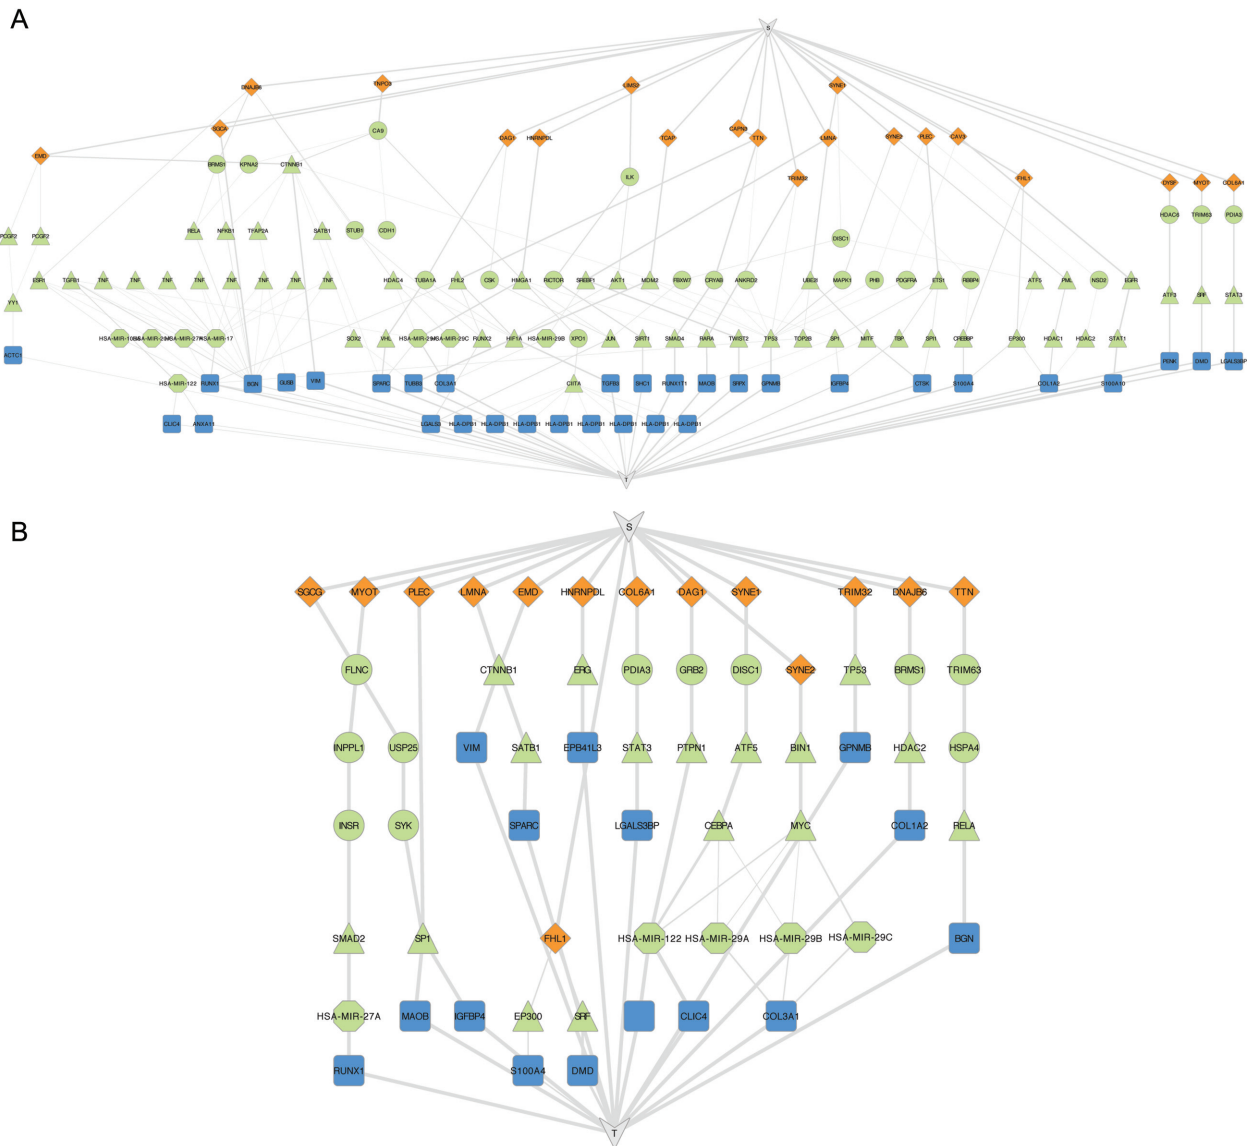 A
S
DNAJB6
TNPO3
LIMS2
SYNE1
SGCA
CA9
DAG1
HNRNPDL
TCAP
CAPN3
TTN
LMNA
SYNE2
PLEC
CAV3
EMD
BRMS1
KPNA2
CTNNB1
ILK
TRIM32
FHL1
DYSF
MYOT
COL6A1
HDAC6
TRIM63
PDIA3
PCGF2
PCGF2
RELA
NFKB1
TFAP2A
SATB1
STUB1
CDH1
DISC1
ESR1
TGFB1
TNF
TNF
TNF
TNF
TNF
TNF
TNF
TNF
HDAC4
TUBA1A
FHL2
CSK
HMGA1
RICTOR
SREBF1
AKT1
MDM2
FBXW7
CRYAB
ANKRD2
UBC9
MAPK1
PHB
PDGFRA
ETS1
RBBP4
ATF5
PML
NSD2
EGFR
ATF3
SRF
STAT3
YY1
HSA-MIR-17
SOX2
VHL
HSA-MIR-29C
RUNX2
HIF1A
HSA-MIR-29B
XPO1
JUN
SIRT1
SMAD4
RARA
TWIST2
TP53
TOP2B
SP1
MITF
TBP
SPI1
CREBBP
EP300
HDAC1
HDAC2
STAT1
ACTC1
PENK
DMD
LGALS3BP
HSA-MIR-122
RUNX1
BGN
GUSB
VIM
SPARC
TUBB3
COL3A1
CIITA
TGFB3
SHC1
RUNX1T1
MAOB
SRPX
GPNMB
IGFBP4
CTSK
S100A4
COL1A2
S100A10
CLIC4
ANXA11
LGALS3
HLA-DPB1
HLA-DPB1
HLA-DPB1
HLA-DPB1
HLA-DPB1
HLA-DPB1
HLA-DPB1
HLA-DPB1
T
B
S
SGCG
MYOT
PLEC
LMNA
EMD
HNRNPDL
COL6A1
DAG1
SYNE1
TRIM32
DNAJB6
TTN
FLNC
CTNNB1
ERG
PDIA3
GRB2
DISC1
SYNE2
TP53
BRMS1
TRIM63
INPPL1
USP25
VIM
SATB1
EPB41L3
STAT3
PTPN1
ATF5
BIN1
GPNMB
HDAC2
HSPA4
INSR
SYK
SPARC
LGALS3BP
CEBPA
MYC
COL1A2
RELA
SMAD2
SP1
FHL1
HSA-MIR-122
HSA-MIR-29A
HSA-MIR-29B
HSA-MIR-29C
BGN
HSA-MIR-27A
MAOB
IGFBP4
EP300
SRF
CLIC4
COL3A1
RUNX1
S100A4
DMD
T